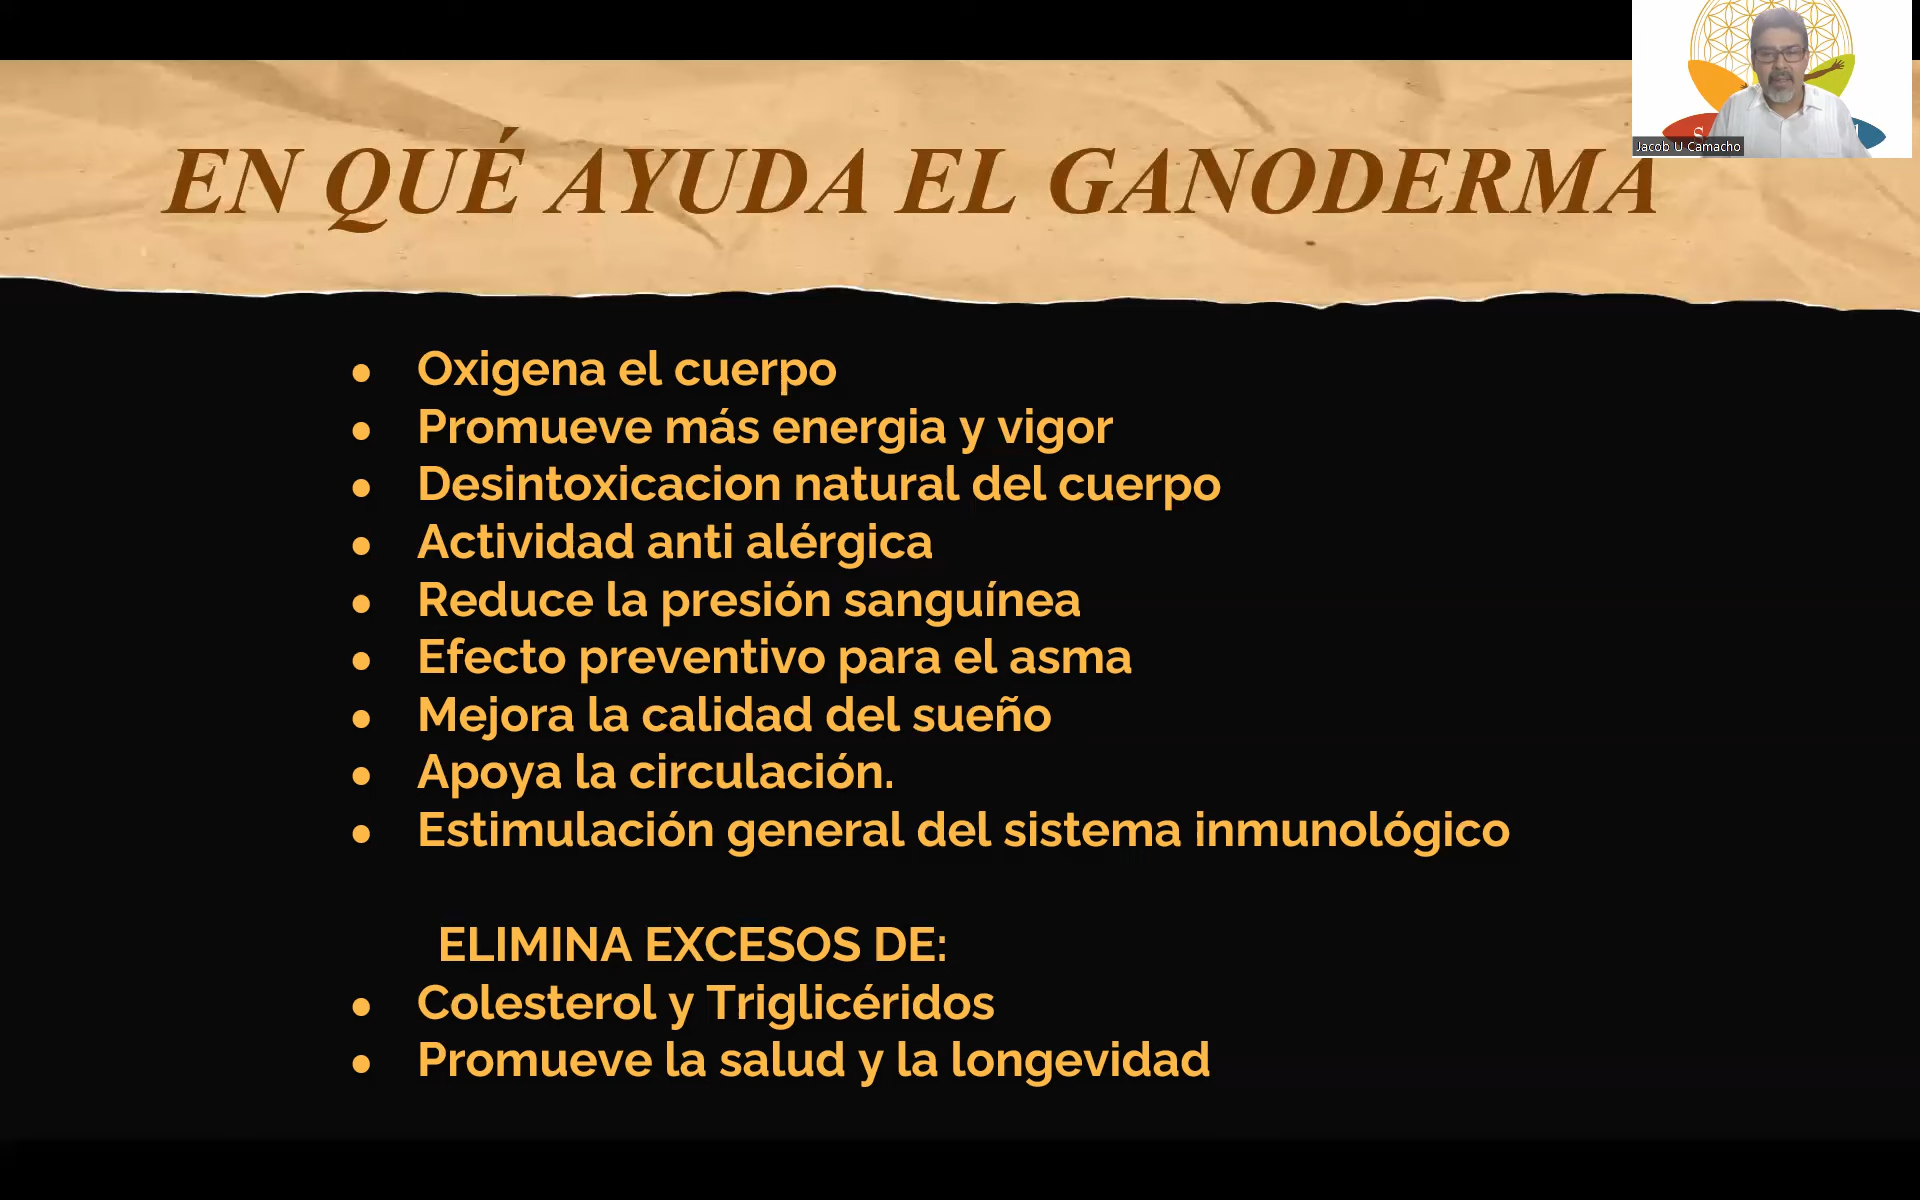 Jacob U Camacho
EN QUÉ AYUDA EL GANODERMA
● Oxigena el cuerpo
● Promueve más energia y vigor
● Desintoxicacion natural del cuerpo
● Actividad anti alérgica
● Reduce la presión sanguínea
● Efecto preventivo para el asma
● Mejora la calidad del sueño
● Apoya la circulación.
● Estimulación general del sistema inmunológico
ELIMINA EXCESOS DE:
● Colesterol y Triglicéridos
● Promueve la salud y la longevidad